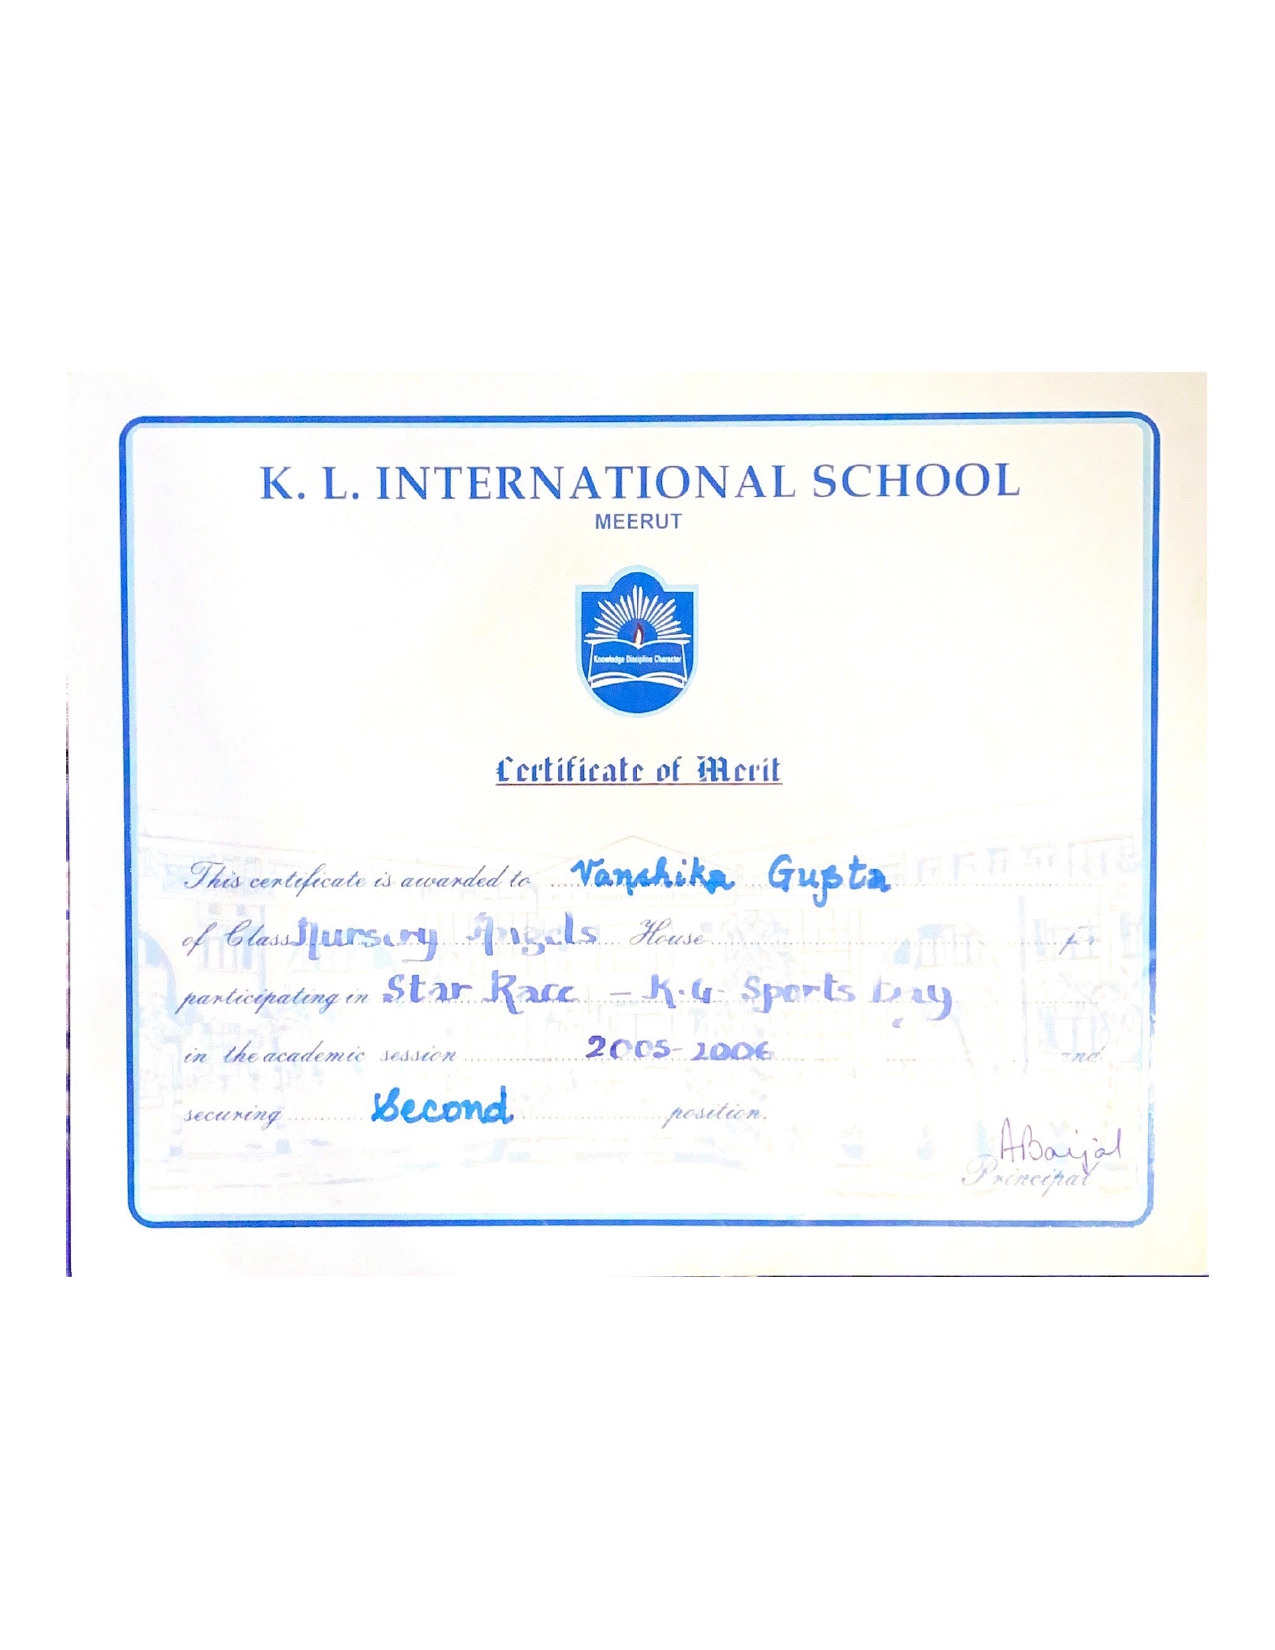 K. L. INTERNATIONAL SCHOOL
MEERUT
Knowledge Discipline Character
Certificate of Merit
This certificate is awarded to Vanshika Gupta
of Class Nursery Angels House for
participating in Star Race - K.G. Sports Day
in the academic session 2005-2006 and
securing Second position.
ABaijal
Principal